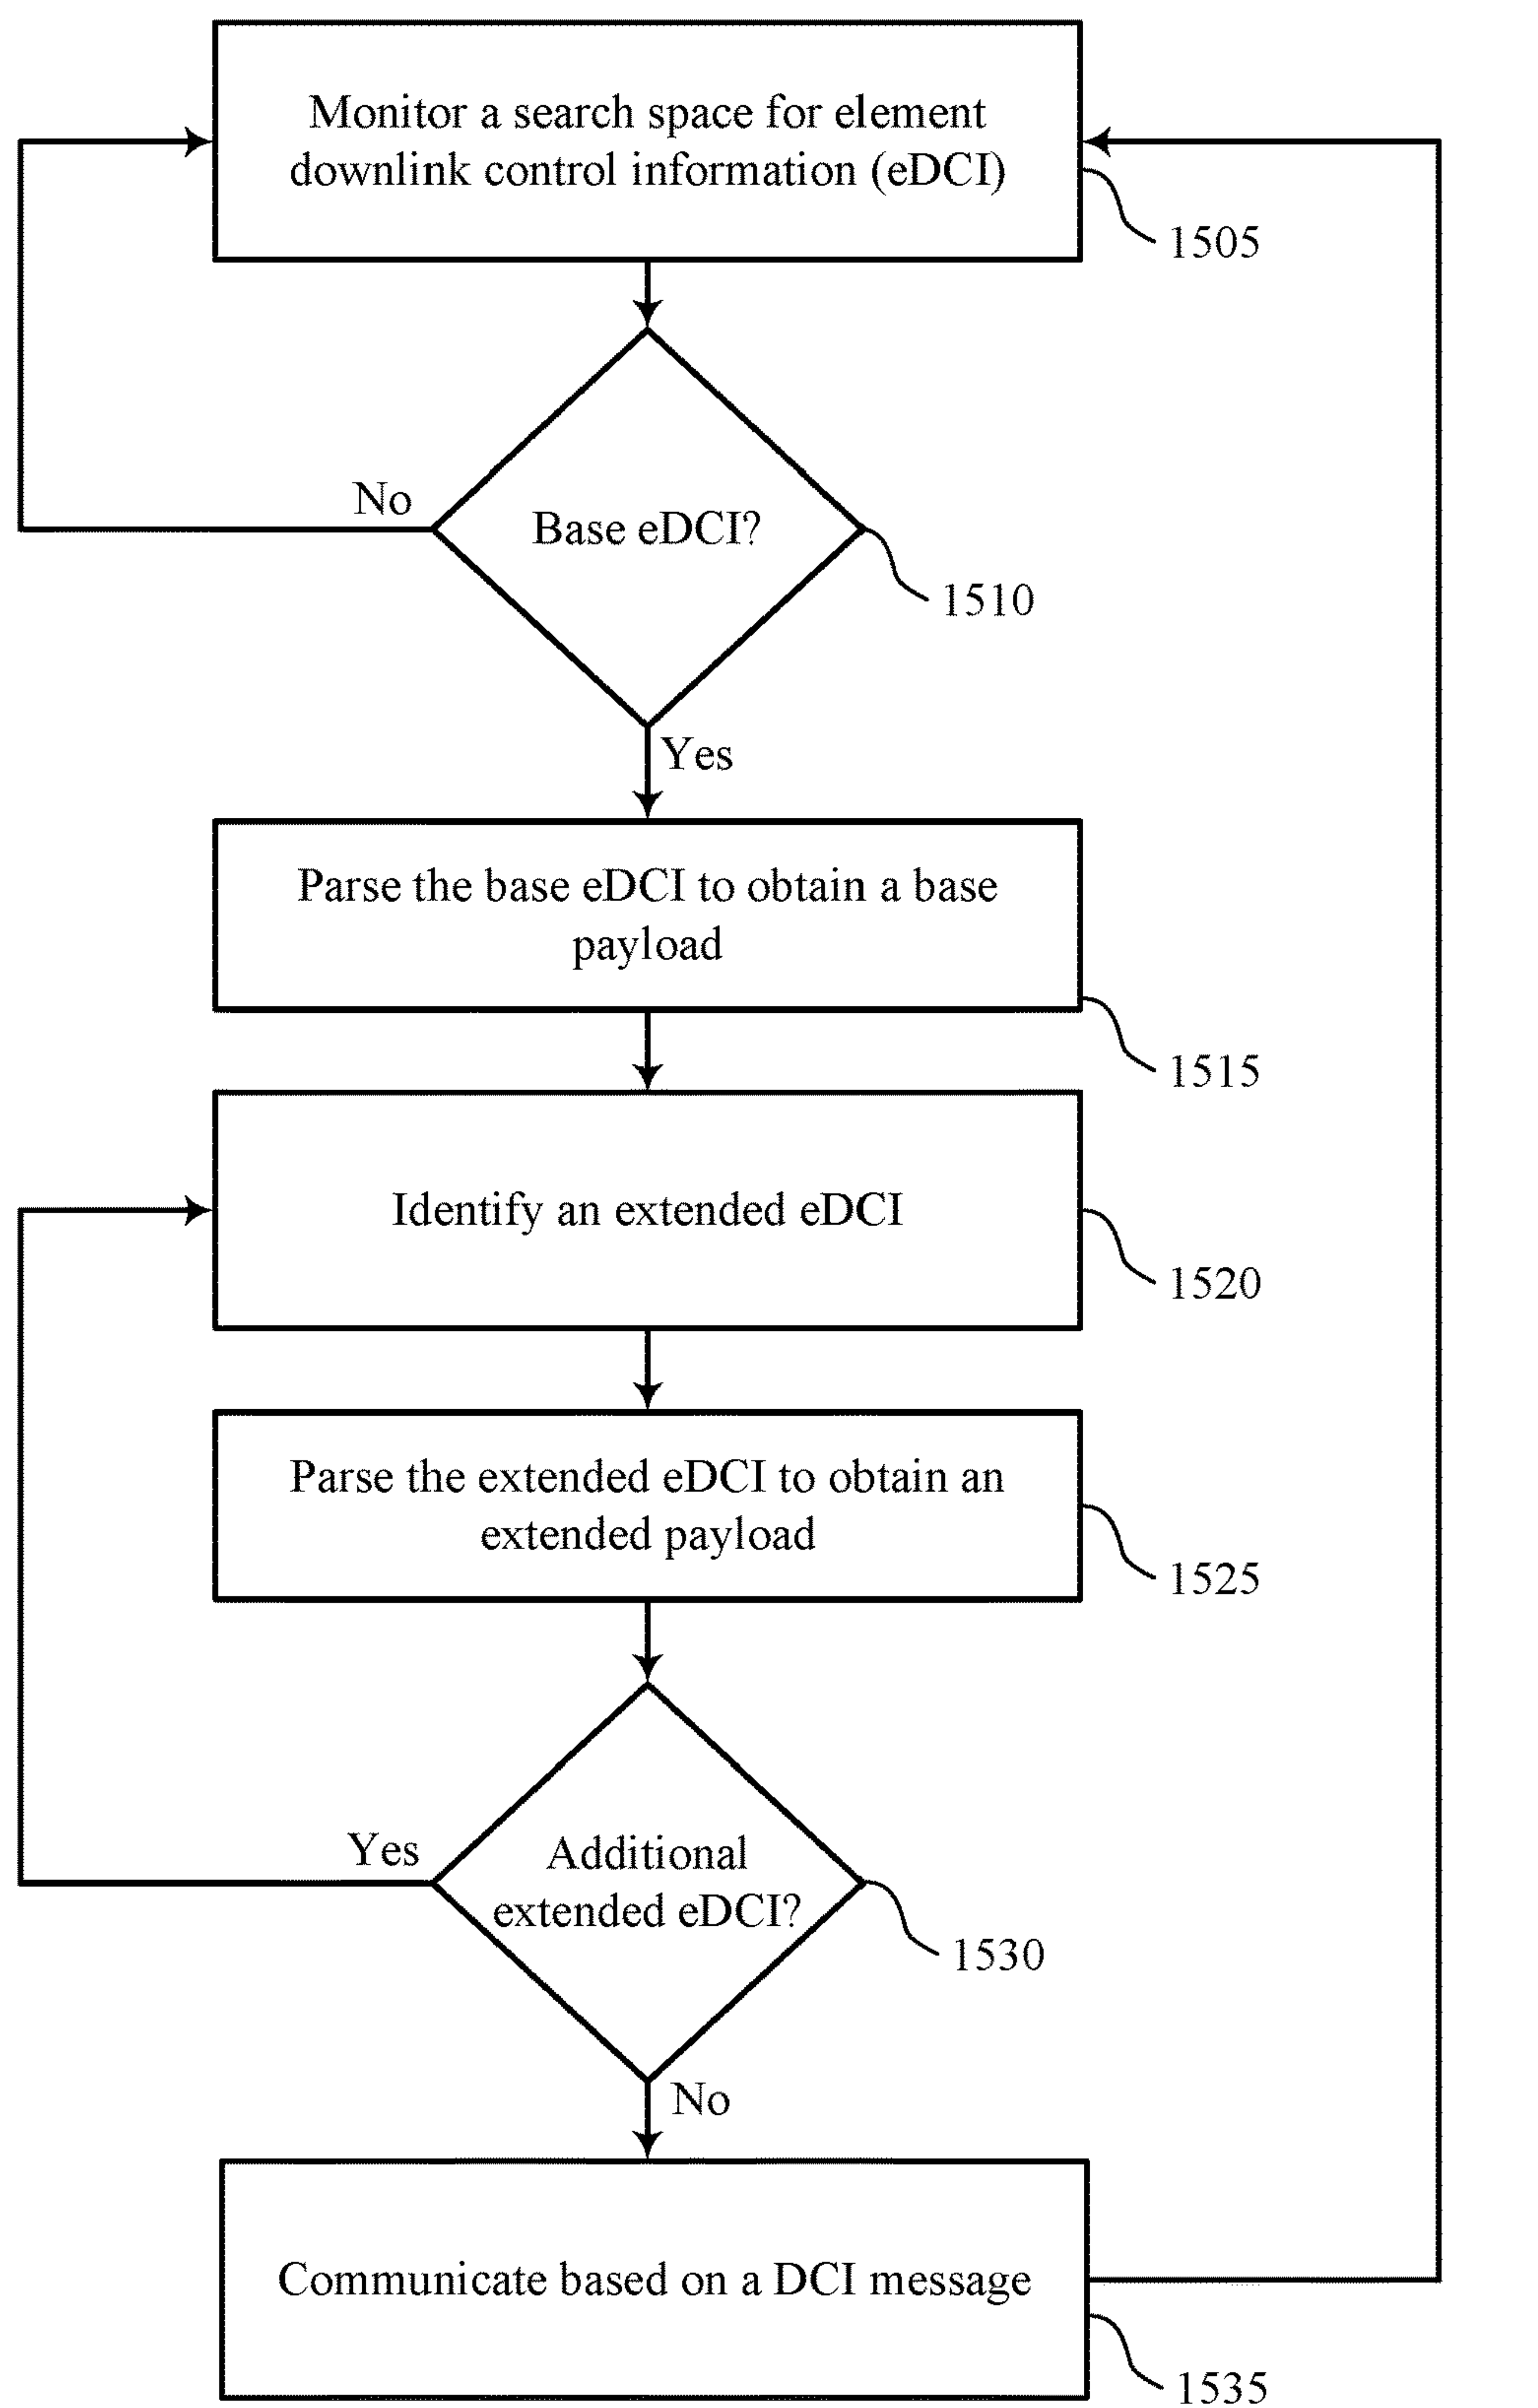 Monitor a search space for element
downlink control information (eDCI)
1505
No
Base eDCI?
1510
Yes
Parse the base eDCI to obtain a base
payload
1515
Identify an extended eDCI
1520
Parse the extended eDCI to obtain an
extended payload
1525
Yes
Additional
extended eDCI?
1530
No
Communicate based on a DCI message
1535